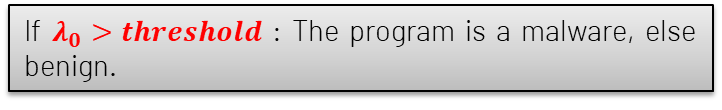 If λ₀ > threshold : The program is a malware, else
benign.